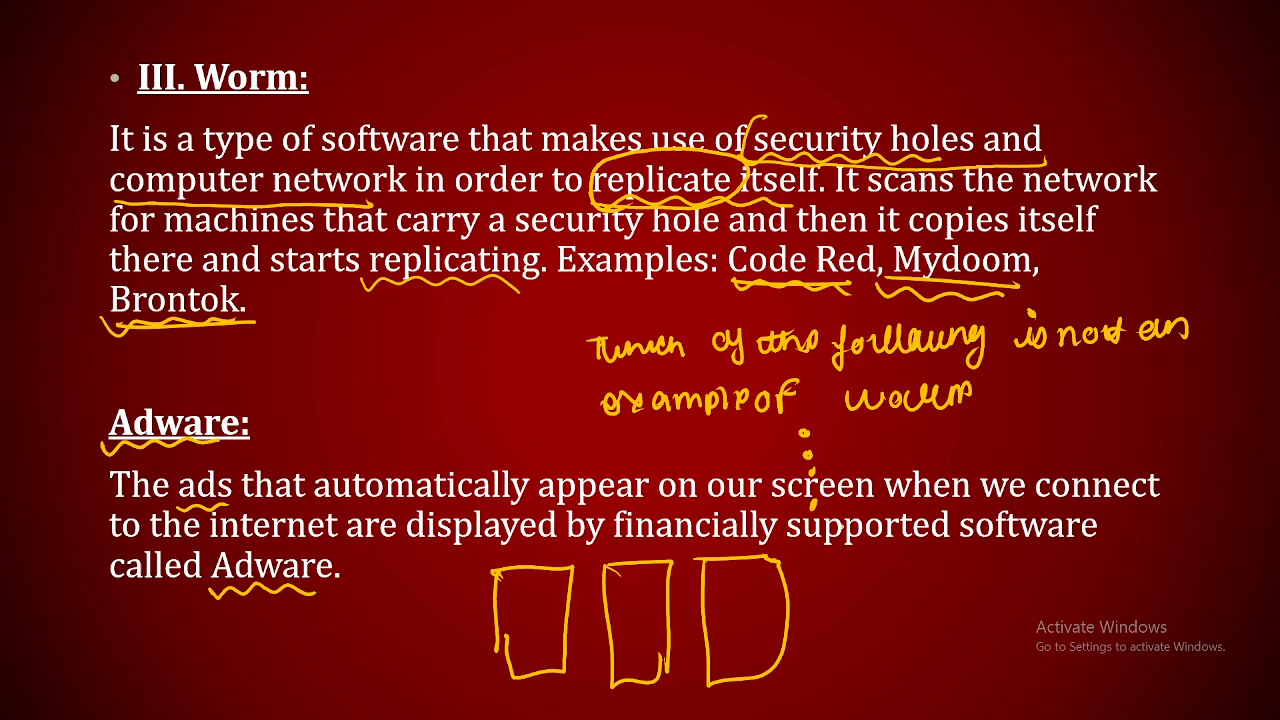 • III. Worm:
It is a type of software that makes use of security holes and
computer network in order to replicate itself. It scans the network
for machines that carry a security hole and then it copies itself
there and starts replicating. Examples: Code Red, Mydoom,
Brontok.
of the following is not an
example of worm
Adware:
The ads that automatically appear on our screen when we connect
to the internet are displayed by financially supported software
called Adware.
Activate Windows
Go to Settings to activate Windows.